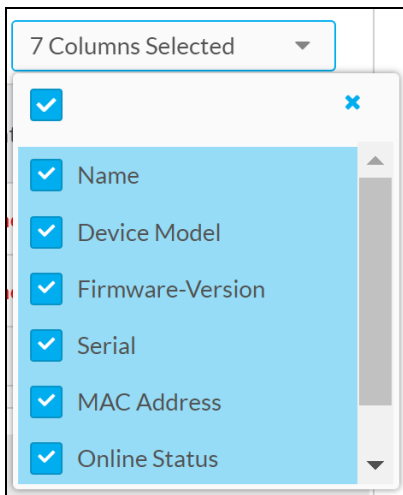 7 Columns Selected
Name
Device Model
Firmware-Version
Serial
MAC Address
Online Status